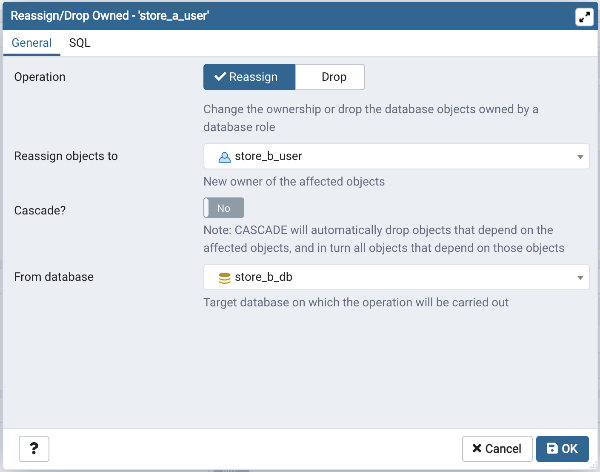 Reassign/Drop Owned - 'store_a_user'
General SQL
Operation Reassign Drop
Change the ownership or drop the database objects owned by a
database role
Reassign objects to store_b_user
New owner of the affected objects
Cascade? No
Note: CASCADE will automatically drop objects that depend on the
affected objects, and in turn all objects that depend on those objects
From database store_b_db
Target database on which the operation will be carried out
? Cancel OK